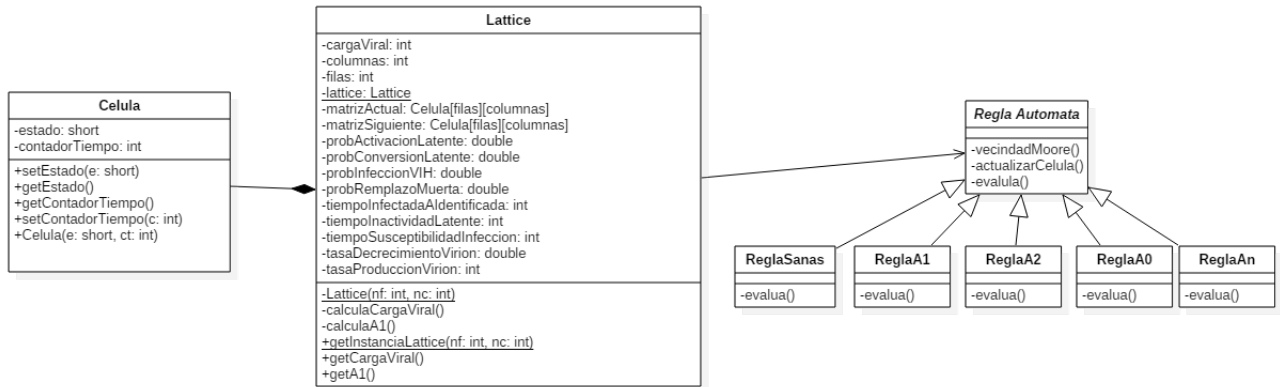 Celula
-estado: short
-contadorTiempo: int
+setEstado(e: short)
+getEstado()
+getContadorTiempo()
+setContadorTiempo(c: int)
+Celula(e: short, ct: int)
Lattice
-cargaViral: int
-columnas: int
-filas: int
-lattice: Lattice
-matrizActual: Celula[filas][columnas]
-matrizSiguiente: Celula[filas][columnas]
-probActivacionLatente: double
-probConversionLatente: double
-probInfeccionVIH: double
-probRemplazoMuerta: double
-tiempoInfectadaAIdentificada: int
-tiempoInactividadLatente: int
-tiempoSusceptibilidadInfeccion: int
-tasaDecrecimientoVirion: double
-tasaProduccionVirion: int
-Lattice(nf: int, nc: int)
-calculaCargaViral()
-calculaA1()
+getInstanciaLattice(nf: int, nc: int)
+getCargaViral()
+getA1()
Regla Automata
-vecindadMoore()
-actualizarCelula()
-evalula()
ReglaSanas
-evalua()
ReglaA1
-evalua()
ReglaA2
-evalua()
ReglaA0
-evalua()
ReglaAn
-evalua()